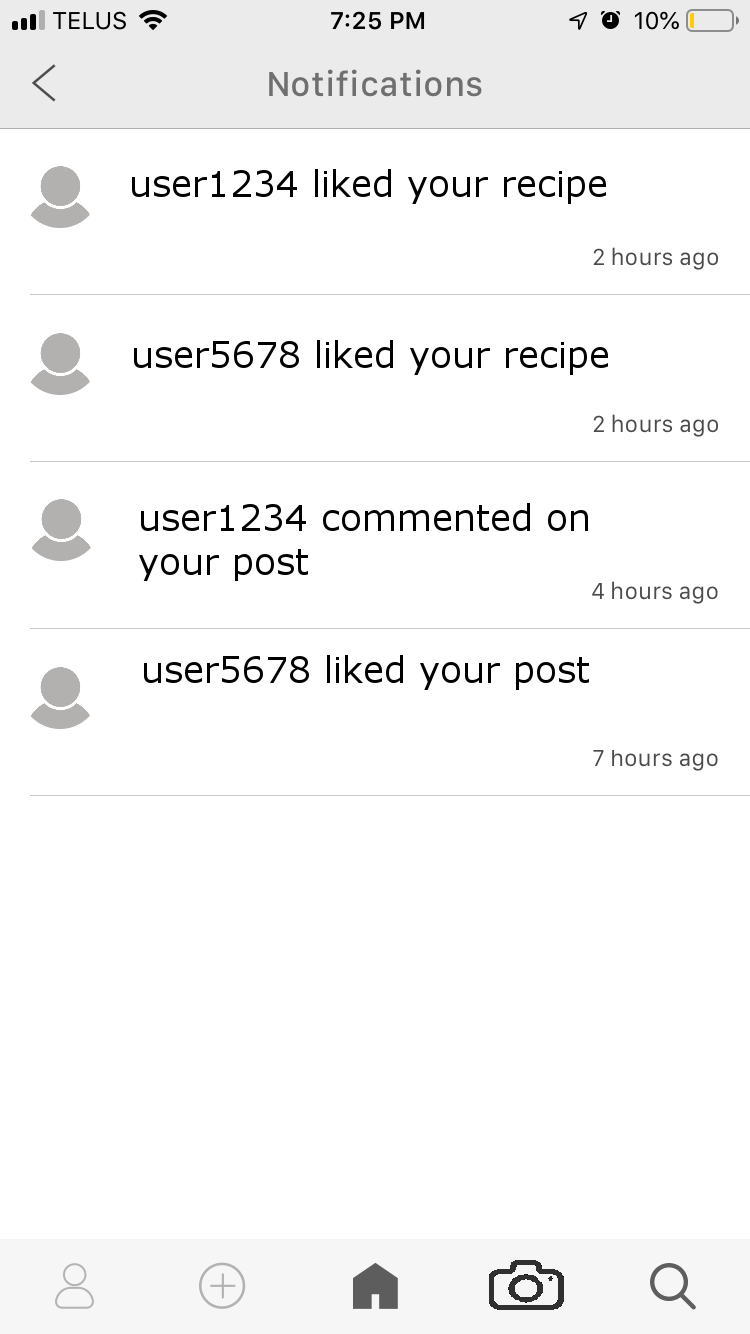 TELUS 7:25 PM 10%
Notifications
user1234 liked your recipe
2 hours ago
user5678 liked your recipe
2 hours ago
user1234 commented on
your post
4 hours ago
user5678 liked your post
7 hours ago